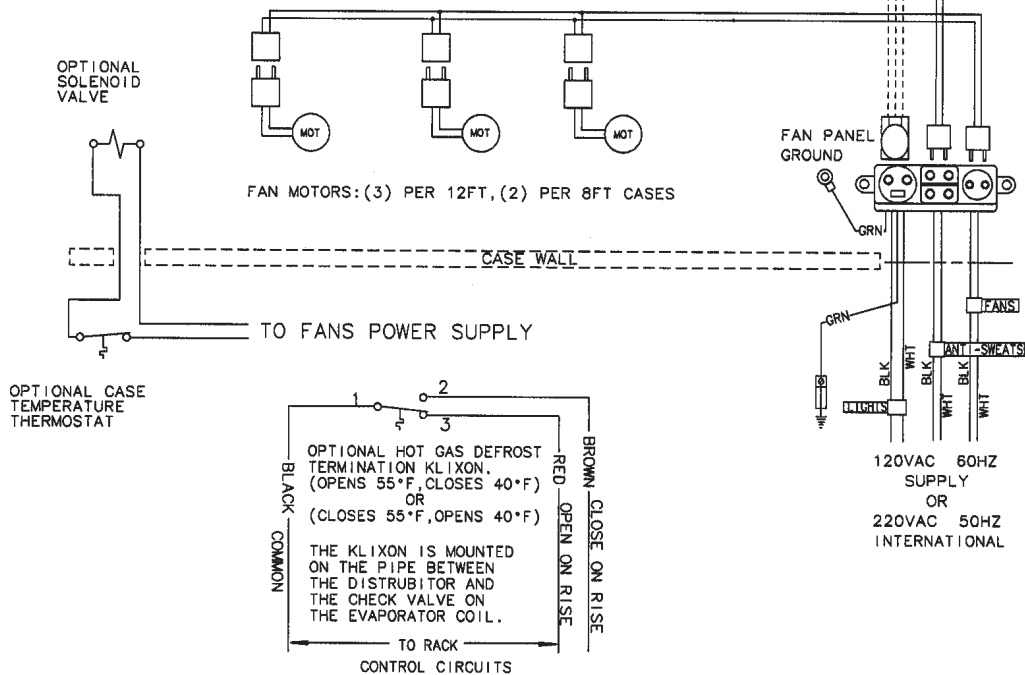 OPTIONAL
SOLENOID
VALVE
MOT
MOT
MOT
FAN MOTORS:(3) PER 12FT,(2) PER 8FT CASES
FAN PANEL
GROUND
GRN
CASE WALL
TO FANS POWER SUPPLY
OPTIONAL CASE
TEMPERATURE
THERMOSTAT
GRN
FANS
ANTI-SWEATS
LIGHTS
BLK
WHT
BLK
WHT
BLK
WHT
120VAC 60HZ
SUPPLY
OR
220VAC 50HZ
INTERNATIONAL
1
2
3
OPTIONAL HOT GAS DEFROST
TERMINATION KLIXON.
(OPENS 55°F,CLOSES 40°F)
OR
(CLOSES 55°F,OPENS 40°F)
THE KLIXON IS MOUNTED
ON THE PIPE BETWEEN
THE DISTRUBITOR AND
THE CHECK VALVE ON
THE EVAPORATOR COIL.
BLACK COMMON
RED OPEN ON RISE
BROWN CLOSE ON RISE
TO RACK
CONTROL CIRCUITS